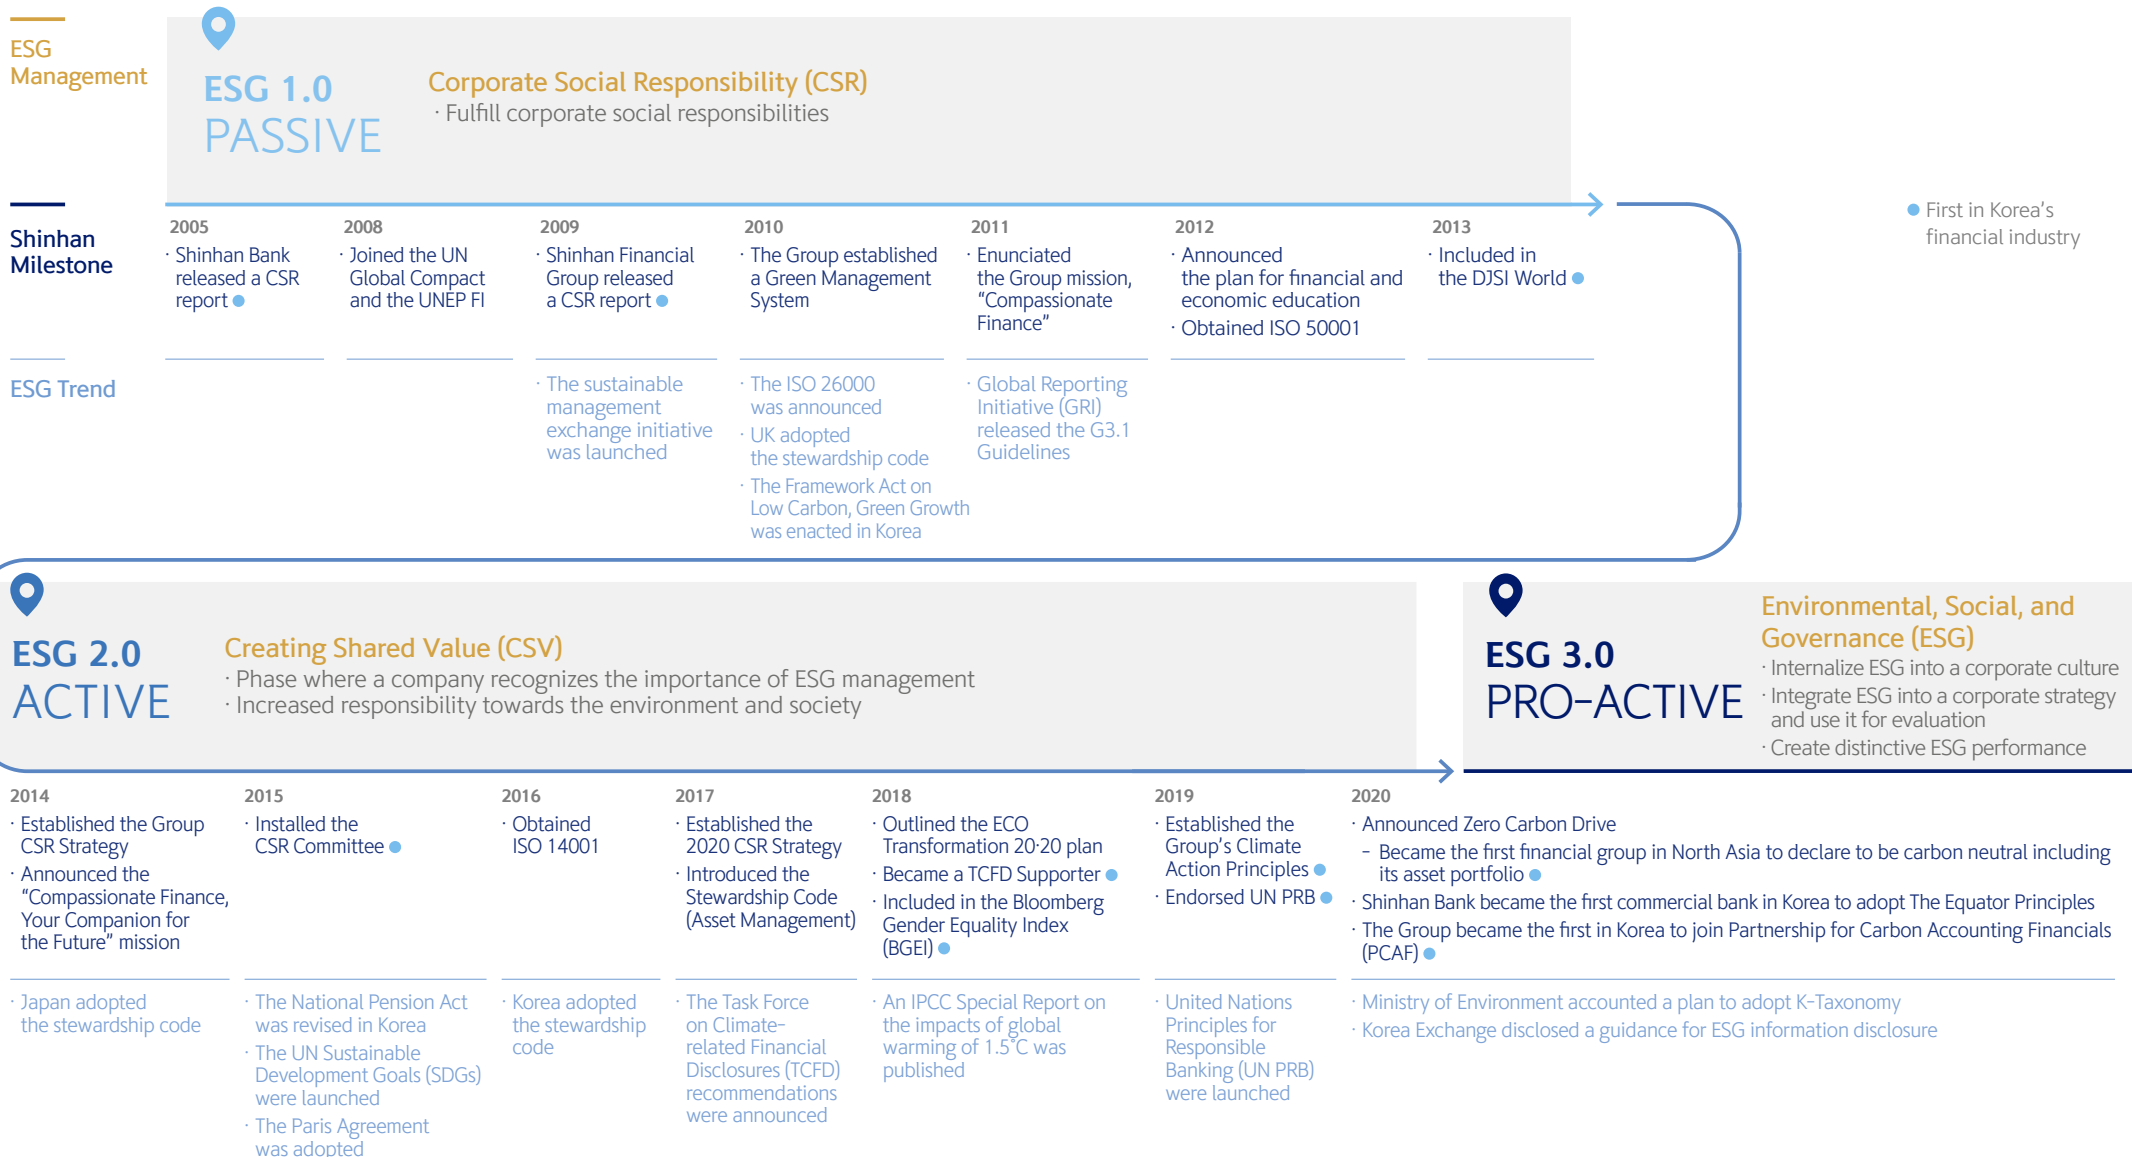 ESG
Management
ESG 1.0
PASSIVE
Corporate Social Responsibility (CSR)
· Fulfill corporate social responsibilities
Shinhan
Milestone
● First in Korea's
financial industry
2005
· Shinhan Bank
released a CSR
report ●
2008
· Joined the UN
Global Compact
and the UNEP FI
2009
· Shinhan Financial
Group released
a CSR report ●
2010
· The Group established
a Green Management
System
2011
· Enunciated
the Group mission,
“Compassionate
Finance”
2012
· Announced
the plan for financial and
economic education
· Obtained ISO 50001
2013
· Included in
the DJSI World ●
ESG Trend
· The sustainable
management
exchange initiative
was launched
· The ISO 26000
was announced
· UK adopted
the stewardship code
· The Framework Act on
Low Carbon, Green Growth
was enacted in Korea
· Global Reporting
Initiative (GRI)
released the G3.1
Guidelines
ESG 2.0
ACTIVE
Creating Shared Value (CSV)
· Phase where a company recognizes the importance of ESG management
· Increased responsibility towards the environment and society
ESG 3.0
PRO-ACTIVE
Environmental, Social, and
Governance (ESG)
· Internalize ESG into a corporate culture
· Integrate ESG into a corporate strategy
and use it for evaluation
· Create distinctive ESG performance
2014
· Established the Group
CSR Strategy
· Announced the
“Compassionate Finance,
Your Companion for
the Future” mission
2015
· Installed the
CSR Committee ●
2016
· Obtained
ISO 14001
2017
· Established the
2020 CSR Strategy
· Introduced the
Stewardship Code
(Asset Management)
2018
· Outlined the ECO
Transformation 20·20 plan
· Became a TCFD Supporter ●
· Included in the Bloomberg
Gender Equality Index
(BGEI) ●
2019
· Established the
Group's Climate
Action Principles ●
· Endorsed UN PRB ●
2020
· Announced Zero Carbon Drive
– Became the first financial group in North Asia to declare to be carbon neutral including
its asset portfolio ●
· Shinhan Bank became the first commercial bank in Korea to adopt The Equator Principles
· The Group became the first in Korea to join Partnership for Carbon Accounting Financials
(PCAF) ●
· Japan adopted
the stewardship code
· The National Pension Act
was revised in Korea
· The UN Sustainable
Development Goals (SDGs)
were launched
· The Paris Agreement
was adopted
· Korea adopted
the stewardship
code
· The Task Force
on Climate-
related Financial
Disclosures (TCFD)
recommendations
were announced
· An IPCC Special Report on
the impacts of global
warming of 1.5°C was
published
· United Nations
Principles for
Responsible
Banking (UN PRB)
were launched
· Ministry of Environment accounted a plan to adopt K-Taxonomy
· Korea Exchange disclosed a guidance for ESG information disclosure